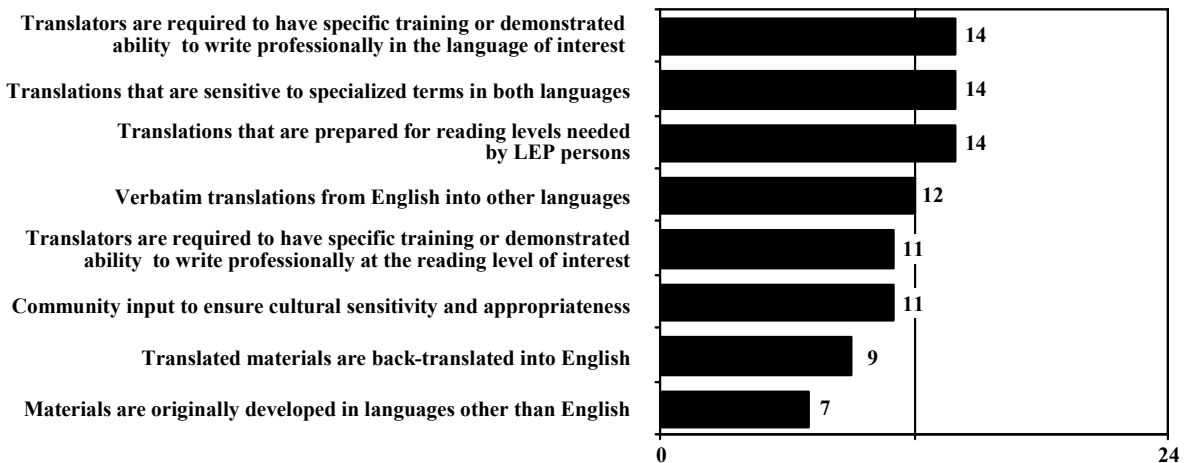 Translators are required to have specific training or demonstrated
ability to write professionally in the language of interest
14
Translations that are sensitive to specialized terms in both languages
14
Translations that are prepared for reading levels needed
by LEP persons
14
Verbatim translations from English into other languages
12
Translators are required to have specific training or demonstrated
ability to write professionally at the reading level of interest
11
Community input to ensure cultural sensitivity and appropriateness
11
Translated materials are back-translated into English
9
Materials are originally developed in languages other than English
7
0
24